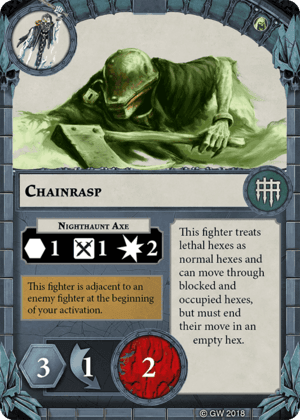 Chainrasp
Nighthaunt Axe
1 1 2
This fighter is adjacent to an
enemy fighter at the beginning
of your activation.
This fighter treats
lethal hexes as
normal hexes and
can move through
blocked and
occupied hexes,
but must end
their move in an
empty hex.
3 1 2
© GW 2018